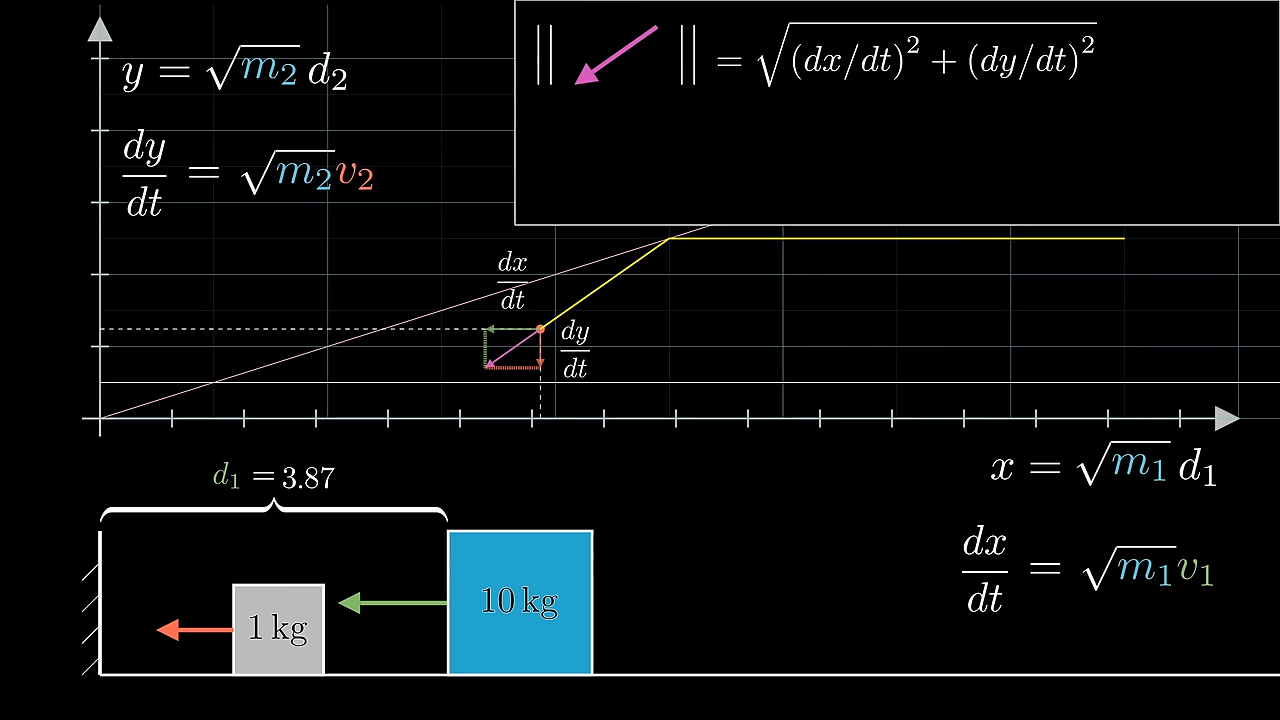 y = √m₂ d₂
dy/dt = √m₂v₂
|| || = √(dx/dt)² + (dy/dt)²
dx/dt
dy/dt
d₁ = 3.87
x = √m₁ d₁
dx/dt = √m₁v₁
1 kg
10 kg